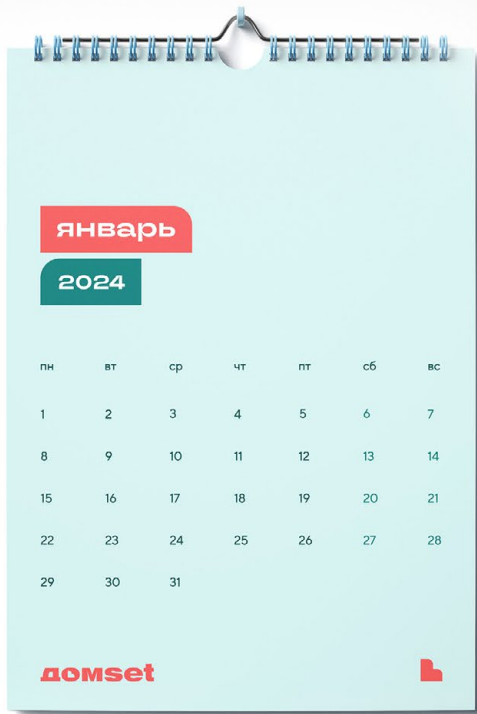 январь
2024
пн вт ср чт пт сб вс
1 2 3 4 5 6 7
8 9 10 11 12 13 14
15 16 17 18 19 20 21
22 23 24 25 26 27 28
29 30 31
домset